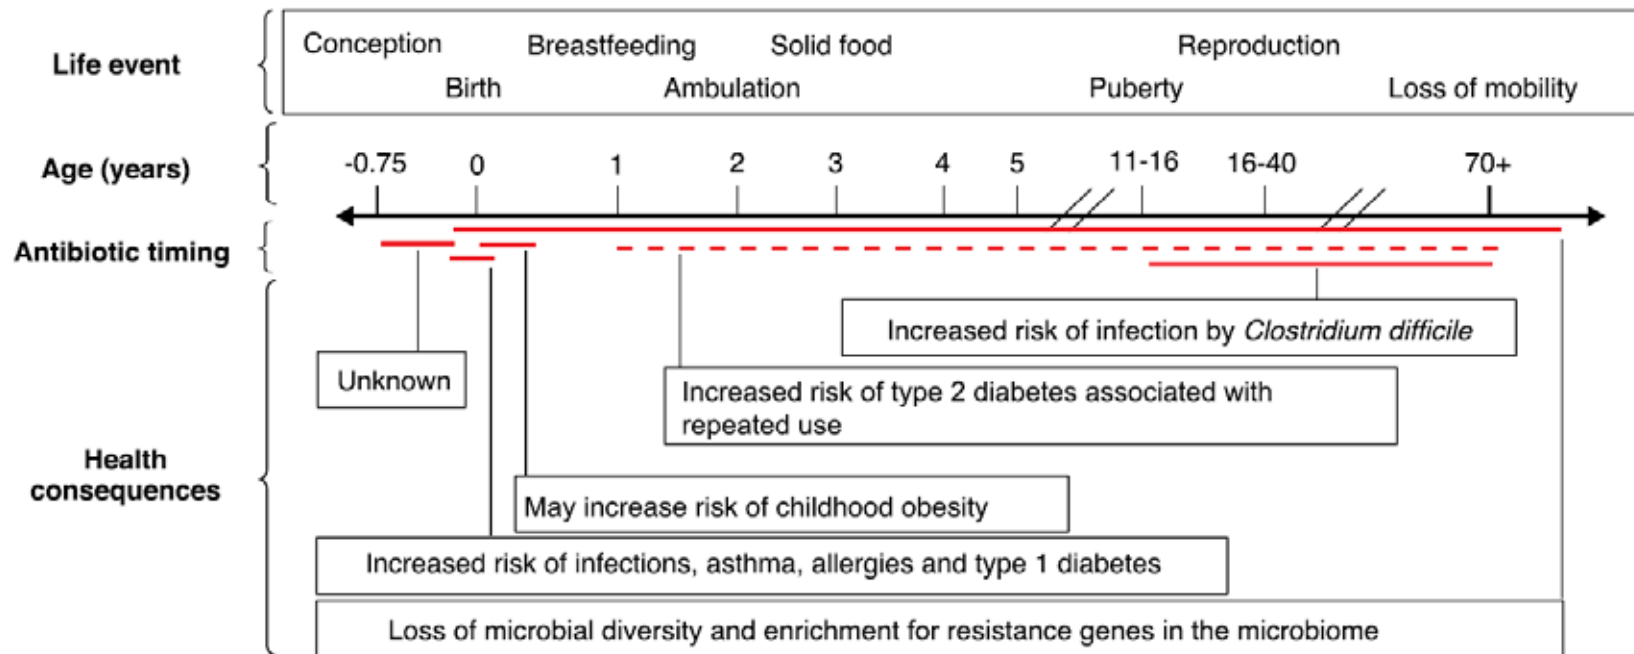 Conception Breastfeeding Solid food Reproduction
Life event
Birth Ambulation Puberty Loss of mobility
Age (years) -0.75 0 1 2 3 4 5 11-16 16-40 70+
Antibiotic timing
Increased risk of infection by Clostridium difficile
Unknown
Increased risk of type 2 diabetes associated with
repeated use
Health
consequences
May increase risk of childhood obesity
Increased risk of infections, asthma, allergies and type 1 diabetes
Loss of microbial diversity and enrichment for resistance genes in the microbiome